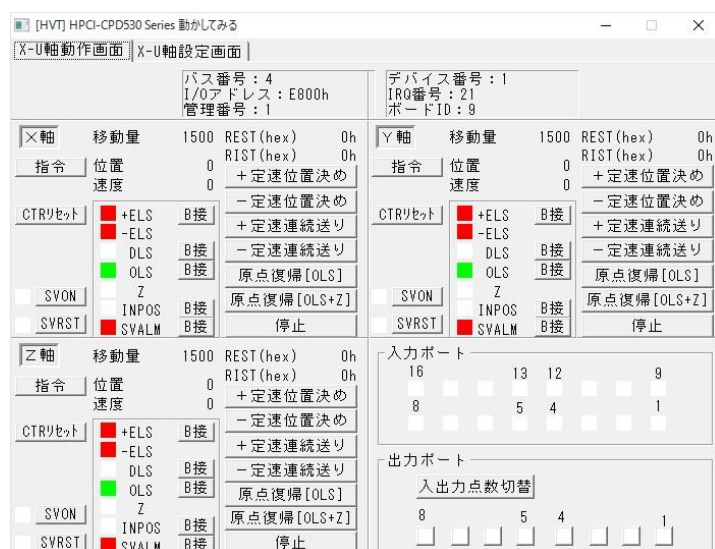 [HVT] HPCI-CPD530 Series 動かしてみる
X-U軸動作画面 X-U軸設定画面
バス番号：4
I/Oアドレス：E800h
管理番号：1
デバイス番号：1
IRQ番号：21
ボードID：9
X軸 移動量 1500 REST(hex) 0h
RIST(hex) 0h
指令 位置 0
速度 0
+定速位置決め
-定速位置決め
CTRリセット +ELS B接
-ELS
+定速連続送り
DLS B接
-定速連続送り
OLS B接
原点復帰[OLS]
SVON Z
原点復帰[OLS+Z]
INPOS B接
SVRST SVALM B接
停止
Y軸 移動量 1500 REST(hex) 0h
RIST(hex) 0h
指令 位置 0
速度 0
+定速位置決め
-定速位置決め
CTRリセット +ELS B接
-ELS
+定速連続送り
DLS B接
-定速連続送り
OLS B接
原点復帰[OLS]
SVON Z
原点復帰[OLS+Z]
INPOS B接
SVRST SVALM B接
停止
Z軸 移動量 1500 REST(hex) 0h
RIST(hex) 0h
指令 位置 0
速度 0
+定速位置決め
-定速位置決め
CTRリセット +ELS B接
-ELS
+定速連続送り
DLS B接
-定速連続送り
OLS B接
原点復帰[OLS]
SVON Z
原点復帰[OLS+Z]
INPOS B接
SVRST SVALM B接
停止
入力ポート
16 13 12 9
8 5 4 1
出力ポート
入出力点数切替
8 5 4 1